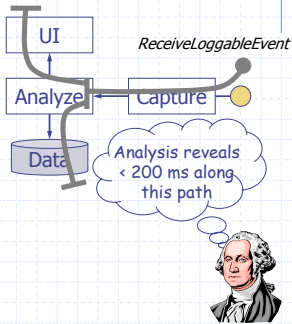 UI
ReceiveLoggableEvent
Analyze
Capture
Data
Analysis reveals
< 200 ms along
this path